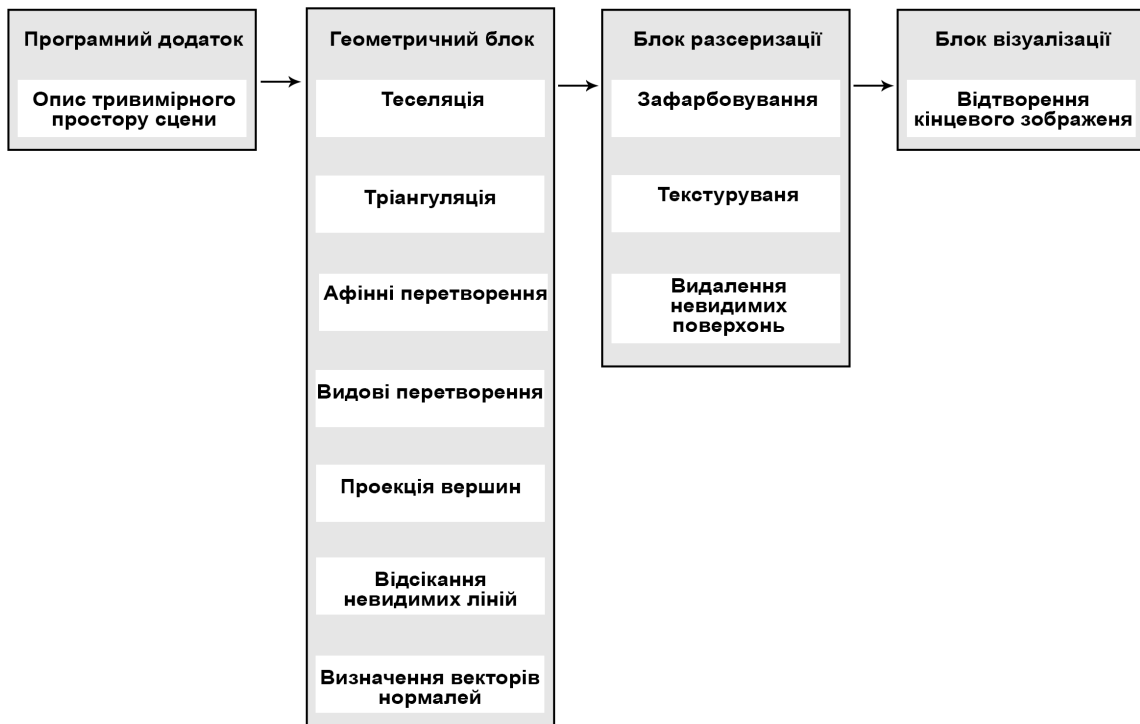 Програмний додаток
Опис тривимірного
простору сцени
Геометричний блок
Теселяція
Тріангуляція
Афінні перетворення
Видові перетворення
Проекція вершин
Відсікання
невидимих ліній
Визначення векторів
нормалей
Блок разсеризації
Зафарбовування
Текстуруваня
Видалення
невидимих
поверхонь
Блок візуалізації
Відтворення
кінцевого зображеня